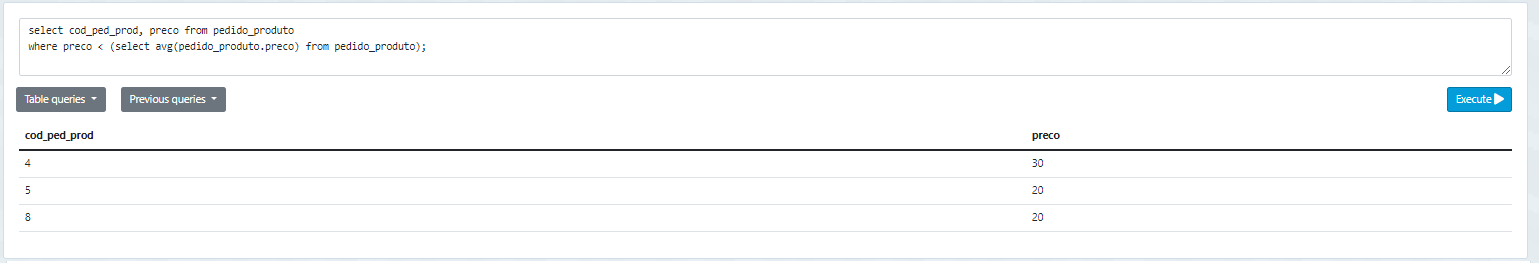 select cod_ped_prod, preco from pedido_produto
where preco < (select avg(pedido_produto.preco) from pedido_produto);
Table queries Previous queries Execute
cod_ped_prod preco
4 30
5 20
8 20